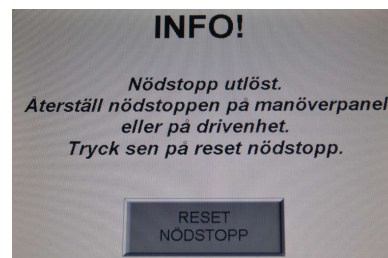 INFO!
Nödstopp utlöst.
Återställ nödstoppen på manöverpanel
eller på drivenhet.
Tryck sen på reset nödstopp.
RESET
NÖDSTOPP